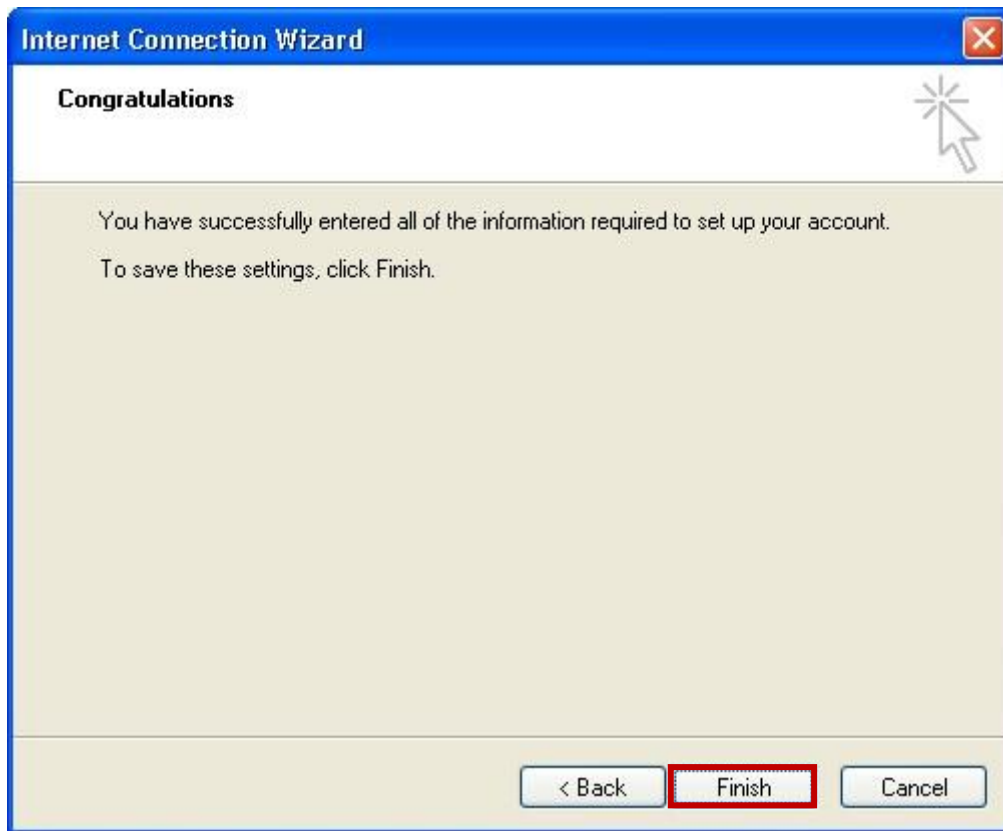 Internet Connection Wizard
Congratulations
You have successfully entered all of the information required to set up your account.
To save these settings, click Finish.
< Back Finish Cancel